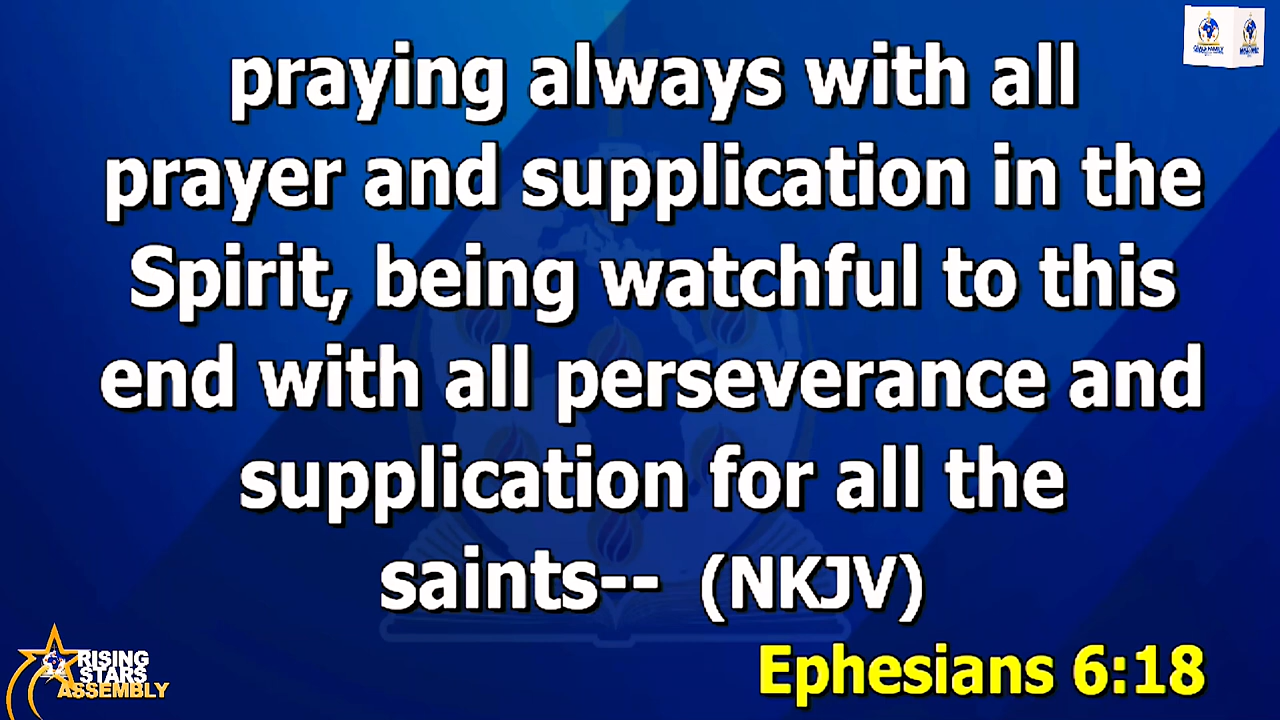 praying always with all
prayer and supplication in the
Spirit, being watchful to this
end with all perseverance and
supplication for all the
saints-- (NKJV)
Ephesians 6:18
RISING
STARS
ASSEMBLY